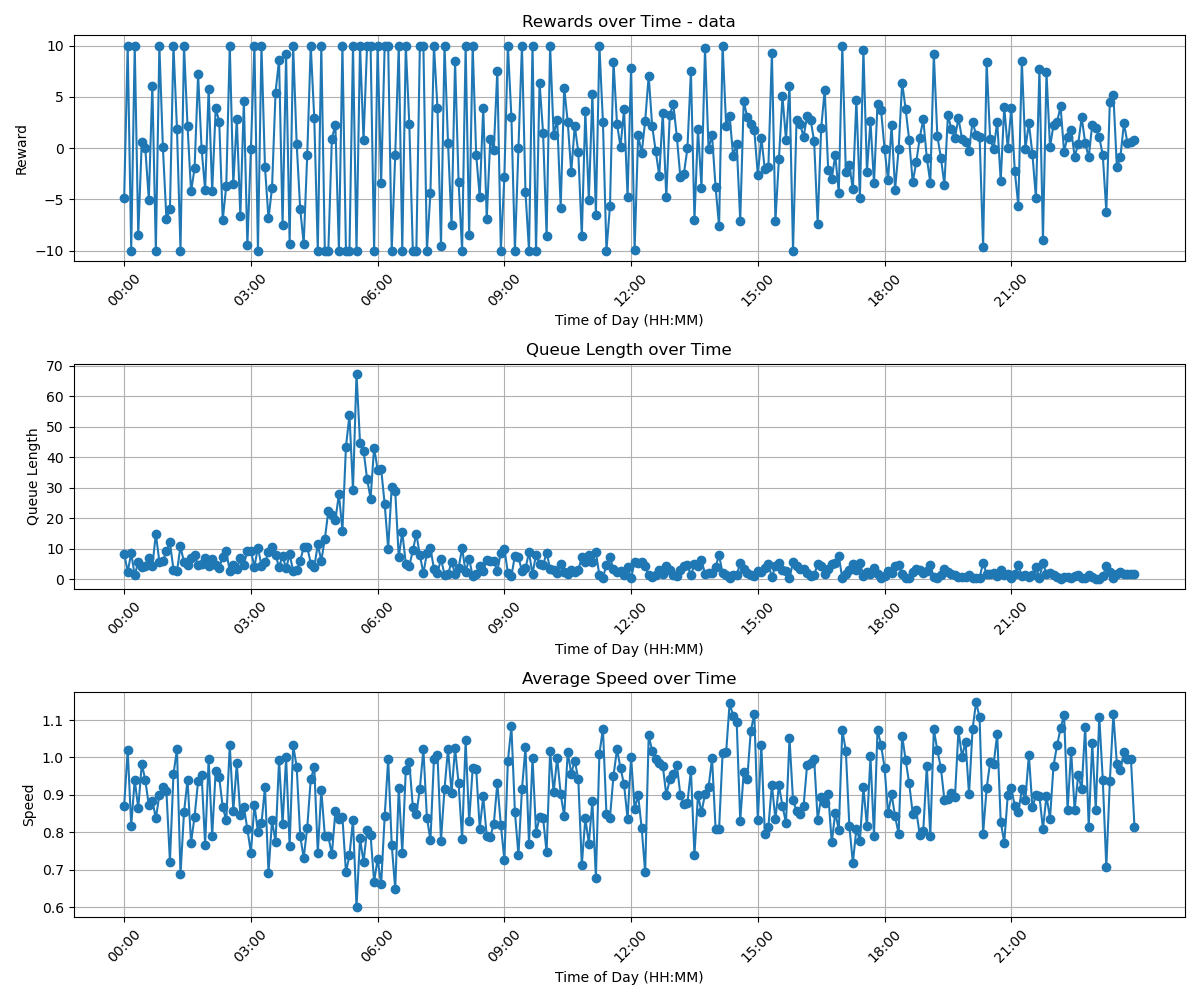 Rewards over Time - data
10
5
0
−5
−10
Reward
00:00 03:00 06:00 09:00 12:00 15:00 18:00 21:00
Time of Day (HH:MM)
Queue Length over Time
70
60
50
40
30
20
10
0
Queue Length
00:00 03:00 06:00 09:00 12:00 15:00 18:00 21:00
Time of Day (HH:MM)
Average Speed over Time
1.1
1.0
0.9
0.8
0.7
0.6
Speed
00:00 03:00 06:00 09:00 12:00 15:00 18:00 21:00
Time of Day (HH:MM)